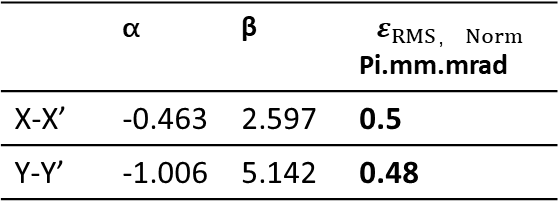 α β εRMS, Norm
Pi.mm.mrad
X-X’ -0.463 2.597 0.5
Y-Y’ -1.006 5.142 0.48